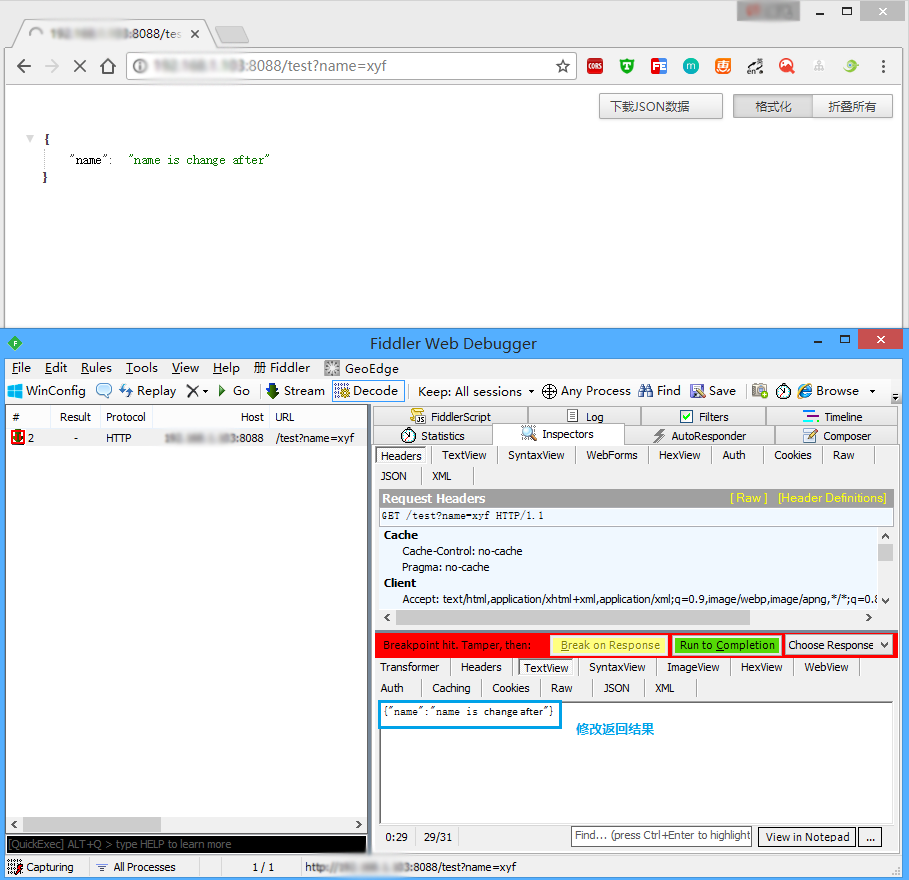 :8088/tes
:8088/test?name=xyf
下载JSON数据 格式化 折叠所有
{
"name": "name is change after"
}
Fiddler Web Debugger
File Edit Rules Tools View Help Fiddler GeoEdge
WinConfig Replay Go Stream Decode Keep: All sessions Any Process Find Save Browse
# Result Protocol Host URL
2 - HTTP :8088 /test?name=xyf
FiddlerScript Log Filters Timeline
Statistics Inspectors AutoResponder Composer
Headers TextView SyntaxView WebForms HexView Auth Cookies Raw
JSON XML
Request Headers [ Raw ] [Header Definitions]
GET /test?name=xyf HTTP/1.1
Cache
Cache-Control: no-cache
Pragma: no-cache
Client
Accept: text/html,application/xhtml+xml,application/xml;q=0.9,image/webp,image/apng,*/*;q=0.8
Breakpoint hit. Tamper, then: Break on Response Run to Completion Choose Response
Transformer Headers TextView SyntaxView ImageView HexView WebView
Auth Caching Cookies Raw JSON XML
{"name":"name is change after"}
修改返回结果
0:29 29/31 Find... (press Ctrl+Enter to highlight View in Notepad ...
[QuickExec] ALT+Q > type HELP to learn more
Capturing All Processes 1 / 1 http:// :8088/test?name=xyf